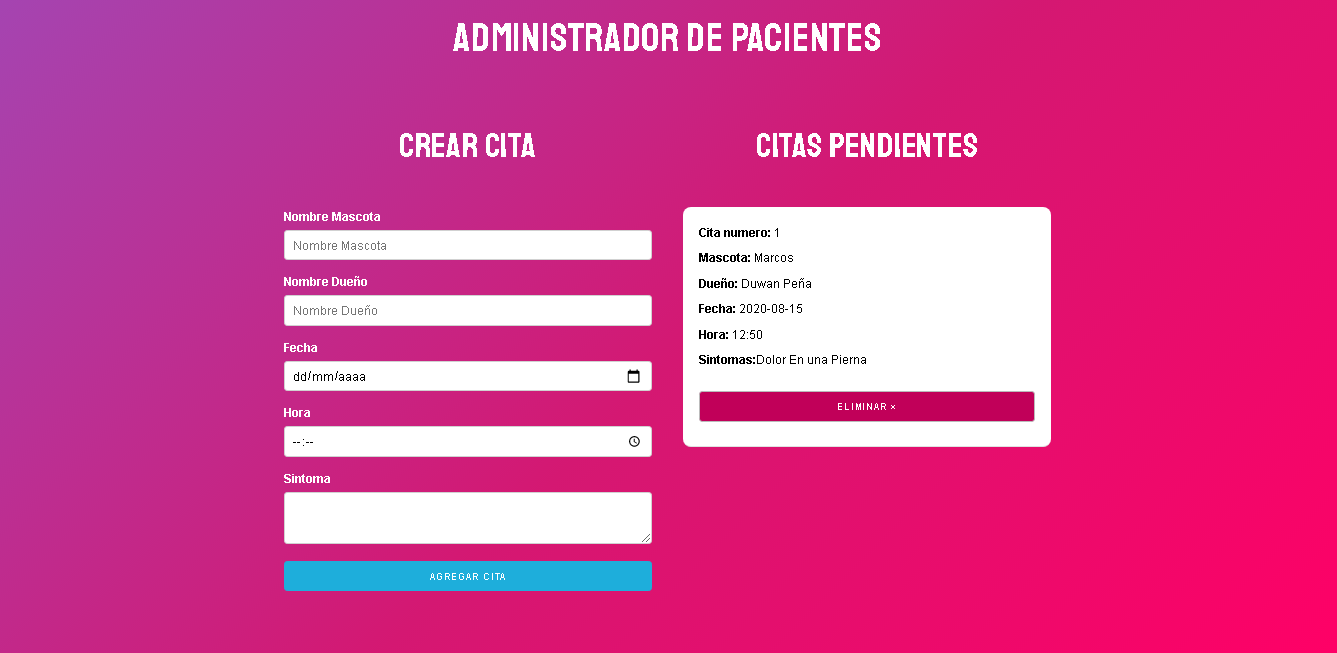 ADMINISTRADOR DE PACIENTES
CREAR CITA
Nombre Mascota
Nombre Mascota
Nombre Dueño
Nombre Dueño
Fecha
dd/mm/aaaa
Hora
--:--
Sintoma
AGREGAR CITA
CITAS PENDIENTES
Cita numero: 1
Mascota: Marcos
Dueño: Duwan Peña
Fecha: 2020-08-15
Hora: 12:50
Sintomas:Dolor En una Pierna
ELIMINAR ×